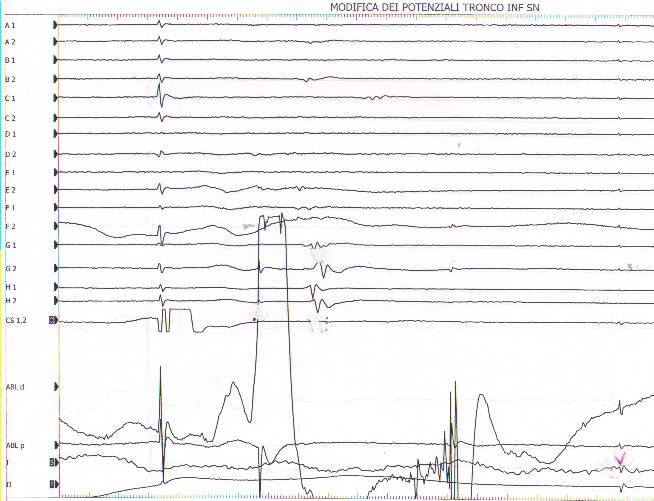 MODIFICA DEI POTENZIALI TRONCO INF SN
A 1
A 2
B 1
B 2
C 1
C 2
D 1
D 2
E 1
E 2
F 1
F 2
G 1
G 2
H 1
H 2
CS 1,2
ABL d
ABL p
I